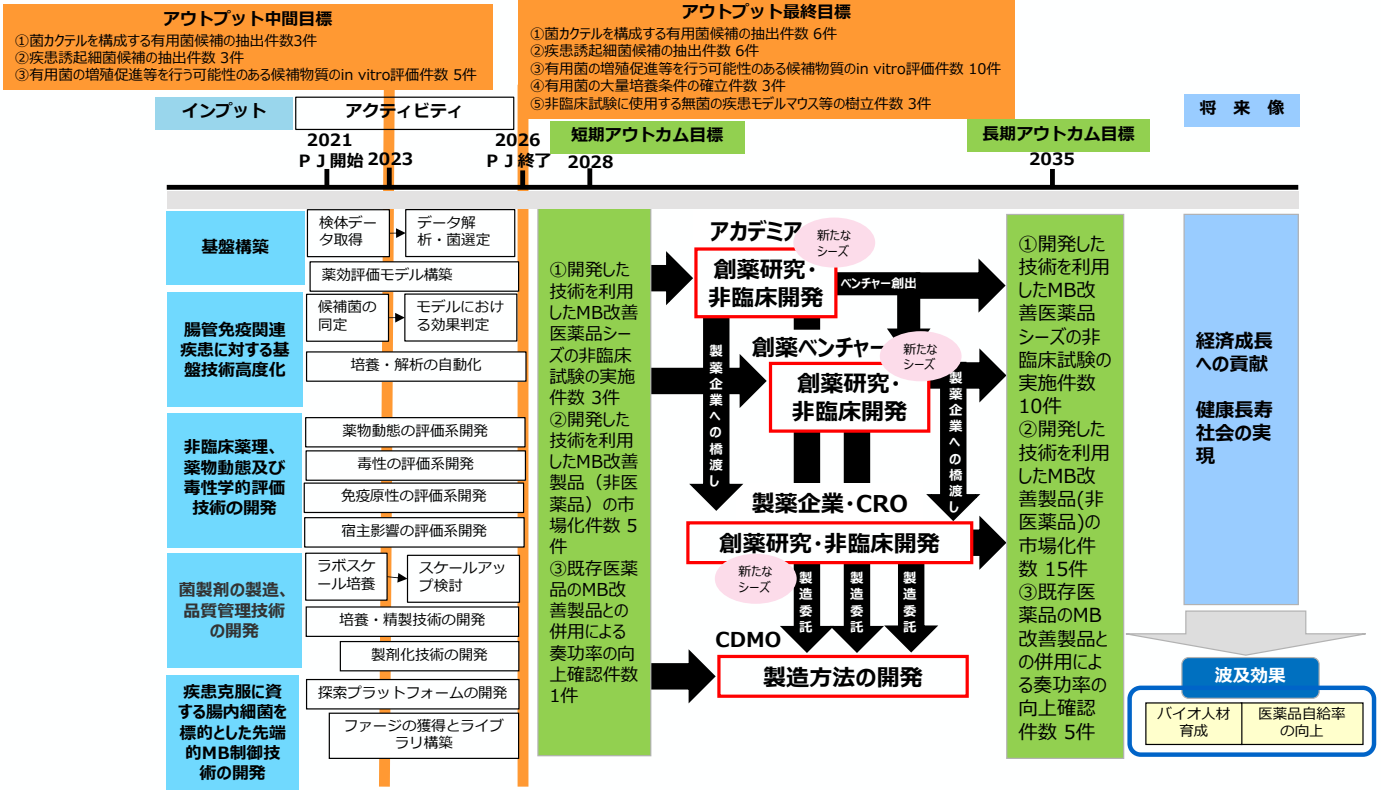 アウトプット中間目標
①菌カクテルを構成する有用菌候補の抽出件数3件
②疾患誘起細菌候補の抽出件数 3件
③有用菌の増殖促進等を行う可能性のある候補物質のin vitro評価件数 5件
アウトプット最終目標
①菌カクテルを構成する有用菌候補の抽出件数 6件
②疾患誘起細菌候補の抽出件数 6件
③有用菌の増殖促進等を行う可能性のある候補物質のin vitro評価件数 10件
④有用菌の大量培養条件の確立件数 3件
⑤非臨床試験に使用する無菌の疾患モデルマウス等の樹立件数 3件
インプット
アクティビティ
将 来 像
短期アウトカム目標
長期アウトカム目標
2021
ＰＪ開始
2023
2026
ＰＪ終了
2028
2035
基盤構築
検体デー
タ取得
データ解
析・菌選定
薬効評価モデル構築
腸管免疫関連
疾患に対する基
盤技術高度化
候補菌の
同定
モデルにおけ
る効果判定
培養・解析の自動化
非臨床薬理、
薬物動態及び
毒性学的評価
技術の開発
薬物動態の評価系開発
毒性の評価系開発
免疫原性の評価系開発
宿主影響の評価系開発
菌製剤の製造、
品質管理技術
の開発
ラボスケ
ール培養
スケールアッ
プ検討
培養・精製技術の開発
製剤化技術の開発
疾患克服に資
する腸内細菌を
標的とした先端
的MB制御技
術の開発
探索プラットフォームの開発
ファージの獲得とライブ
ラリ構築
①開発した
技術を利用
したMB改善
医薬品シー
ズの非臨床
試験の実施
件数 3件
②開発した
技術を利用
したMB改善
製品（非医
薬品）の市
場化件数 5
件
③既存医薬
品のMB改
善製品との
併用による
奏功率の向
上確認件数
1件
アカデミア
新たな
シーズ
創薬研究・
非臨床開発
ベンチャー創出
製薬企業への橋渡し
創薬ベンチャー
新たな
シーズ
創薬研究・
非臨床開発
製薬企業への橋渡し
製薬企業・CRO
創薬研究・非臨床開発
新たな
シーズ
製造委託
製造委託
製造委託
CDMO
製造方法の開発
①開発した
技術を利用
したMB改
善医薬品
シーズの非
臨床試験の
実施件数
10件
②開発した
技術を利用
したMB改
善製品(非
医薬品)の
市場化件
数 15件
③既存医
薬品のMB
改善製品と
の併用によ
る奏功率の
向上確認
件数 5件
経済成長
への貢献
健康長寿
社会の実
現
波及効果
バイオ人材
育成
医薬品自給率
の向上